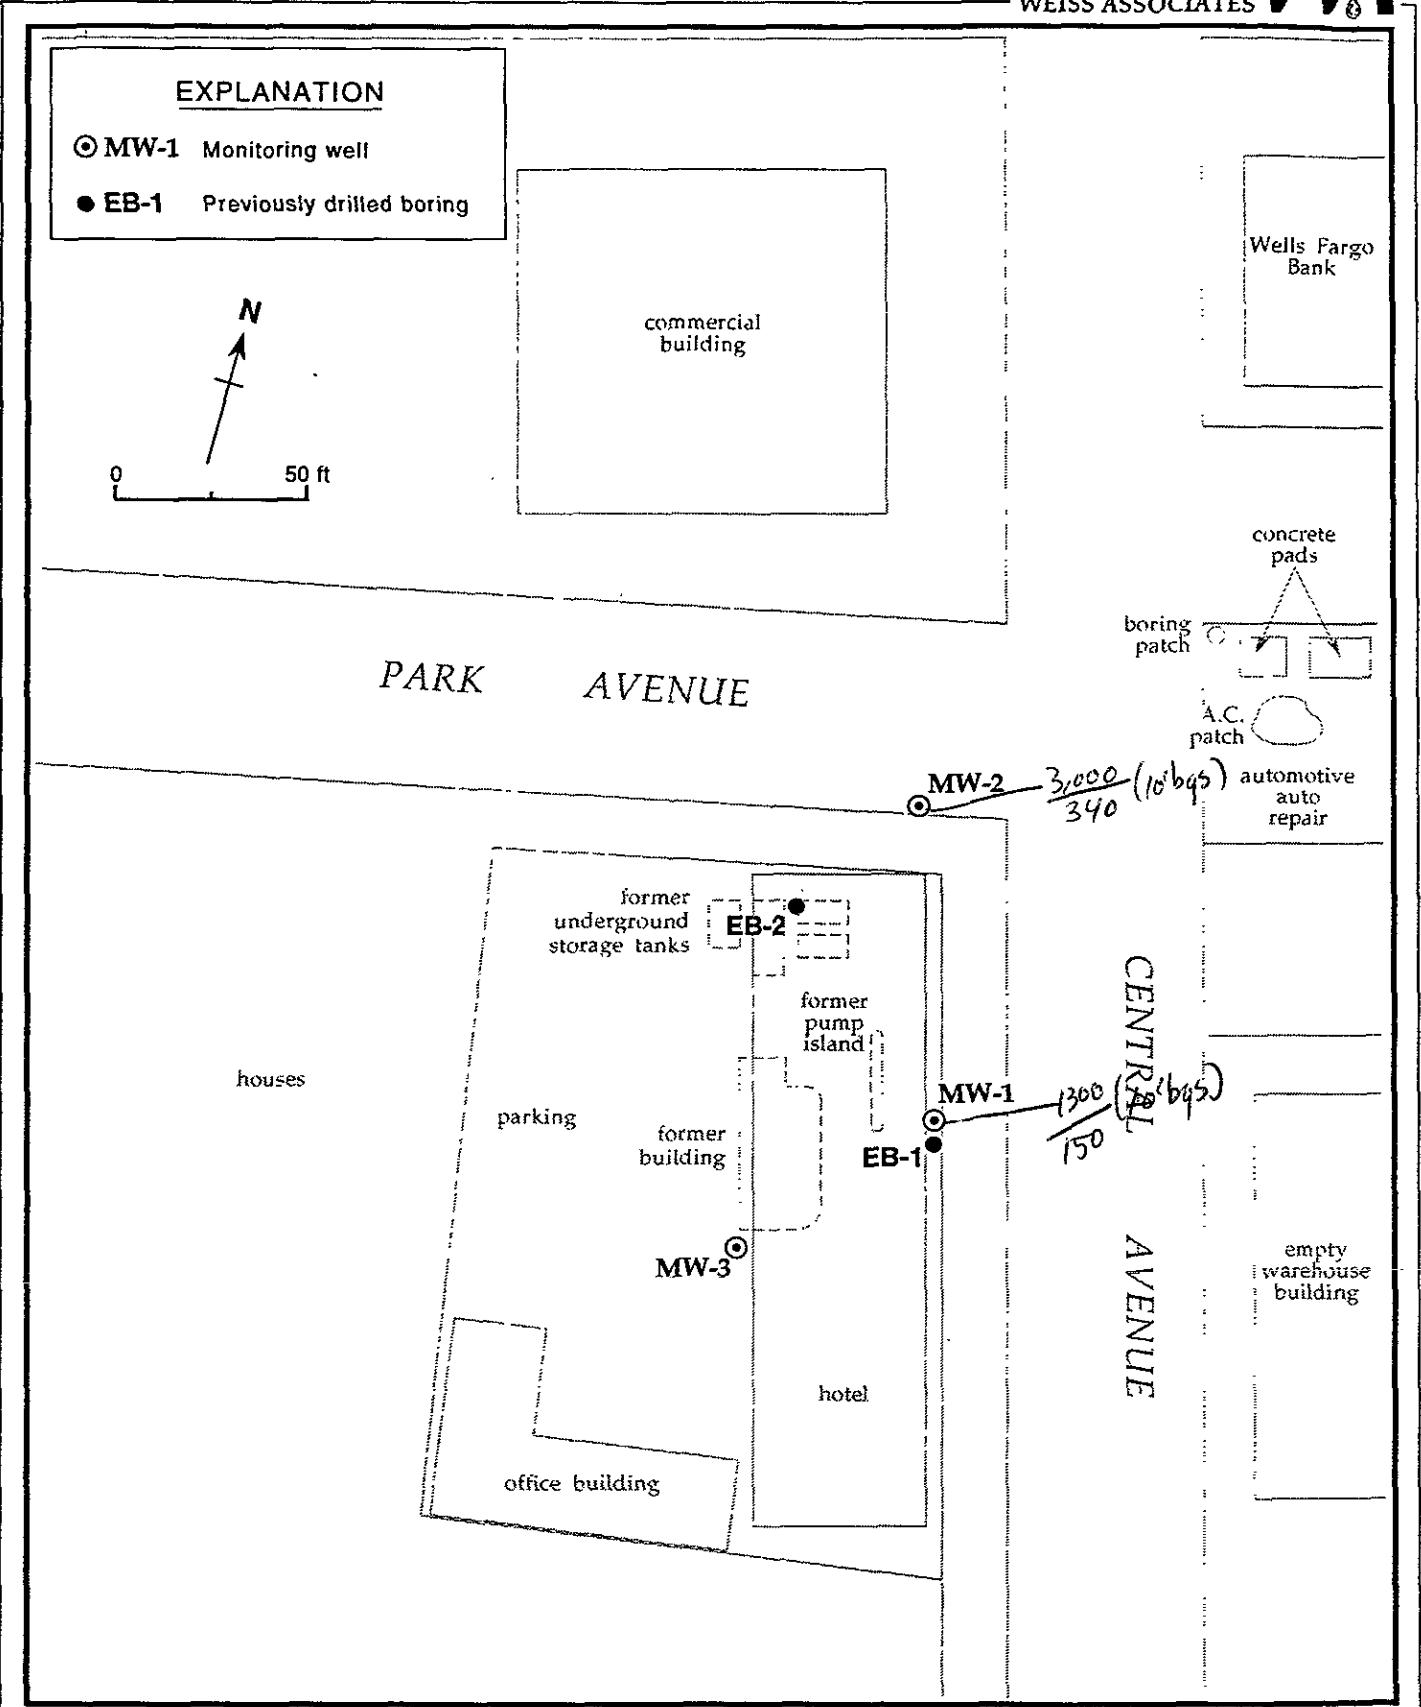 WEISS ASSOCIATES
EXPLANATION
MW-1 Monitoring well
EB-1 Previously drilled boring
N
0 50 ft
commercial
building
Wells Fargo
Bank
concrete
pads
boring
patch
A.C.
patch
PARK AVENUE
MW-2
3,000
340
(10' bgs)
automotive
auto
repair
former
underground
storage tanks
EB-2
former
pump
island
houses
parking
former
building
MW-1
1300
150
bgs)
EB-1
MW-3
CENTRAL AVENUE
empty
warehouse
building
hotel
office building